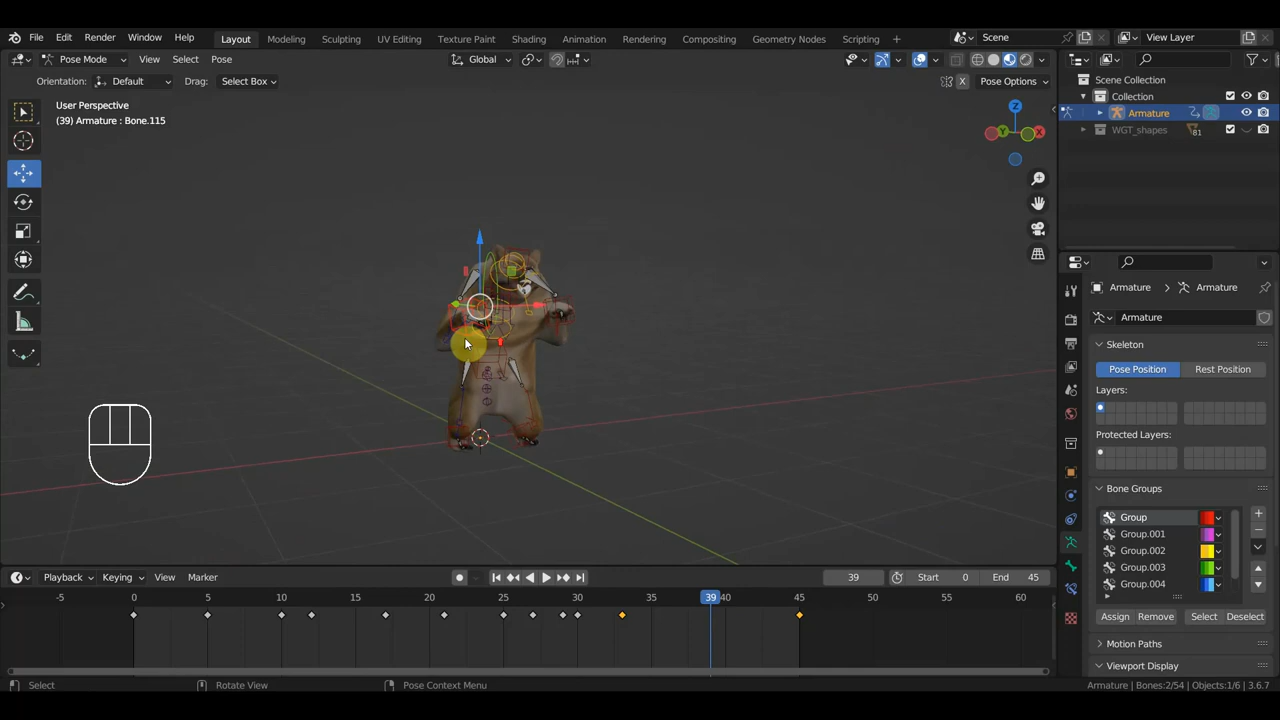 File Edit Render Window Help Layout Modeling Sculpting UV Editing Texture Paint Shading Animation Rendering Compositing Geometry Nodes Scripting + Scene View Layer
Pose Mode View Select Pose Global
Orientation: Default Drag: Select Box X Pose Options
User Perspective
(39) Armature : Bone.115
Z
Y X
Scene Collection
Collection
Armature
WGT_shapes 81
Armature Armature
Armature
Skeleton
Pose Position Rest Position
Layers:
Protected Layers:
Bone Groups
Group
Group.001
Group.002
Group.003
Group.004
Assign Remove Select Deselect
Motion Paths
Viewport Display
Playback Keying View Marker 39 Start 0 End 45
-5 0 5 10 12 17 20 25 30 35 39 40 45 50 55 60
Select Rotate View Pose Context Menu Armature | Bones:2/54 | Objects:1/6 | 3.6.7